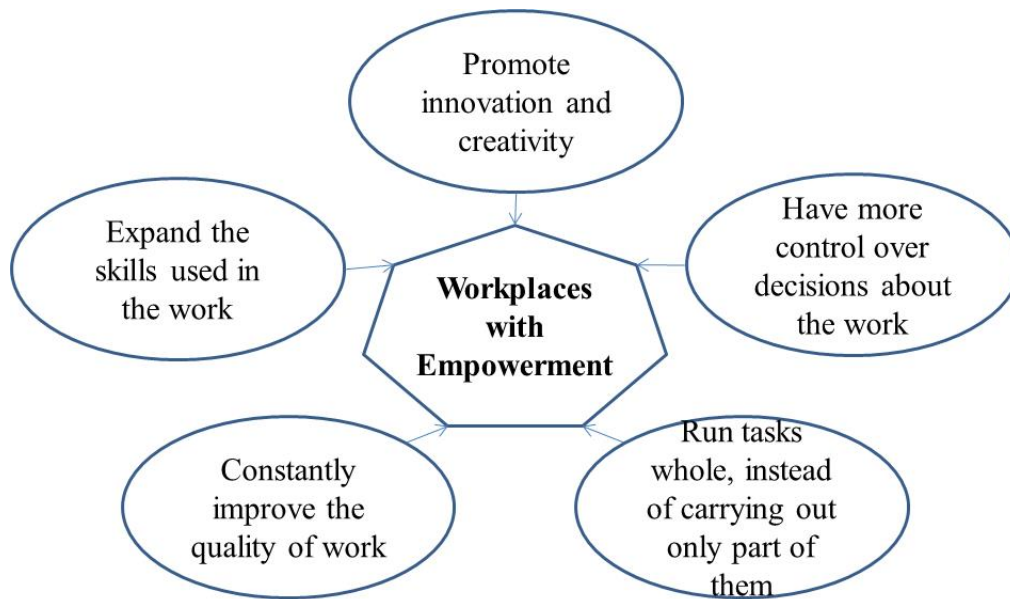 Promote
innovation and
creativity
Expand the
skills used in
the work
Have more
control over
decisions about
the work
Workplaces
with
Empowerment
Constantly
improve the
quality of work
Run tasks
whole, instead
of carrying out
only part of
them